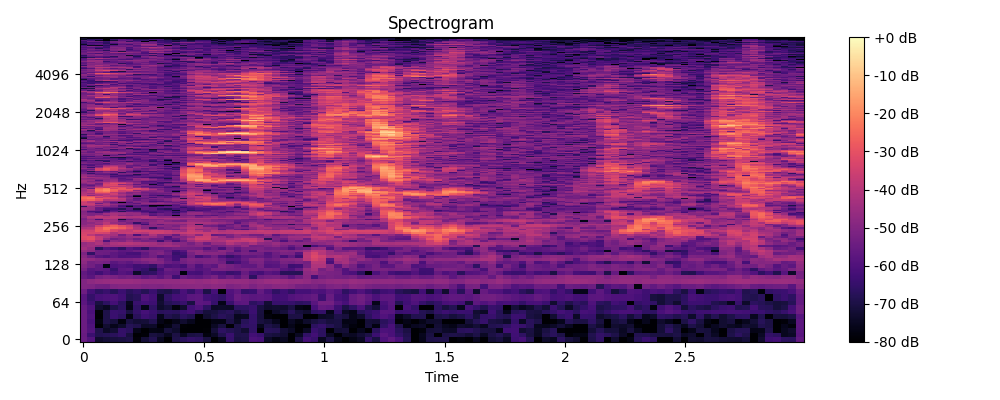 Spectrogram
Hz
4096
2048
1024
512
256
128
64
0
0
0.5
1
1.5
2
2.5
Time
+0 dB
-10 dB
-20 dB
-30 dB
-40 dB
-50 dB
-60 dB
-70 dB
-80 dB